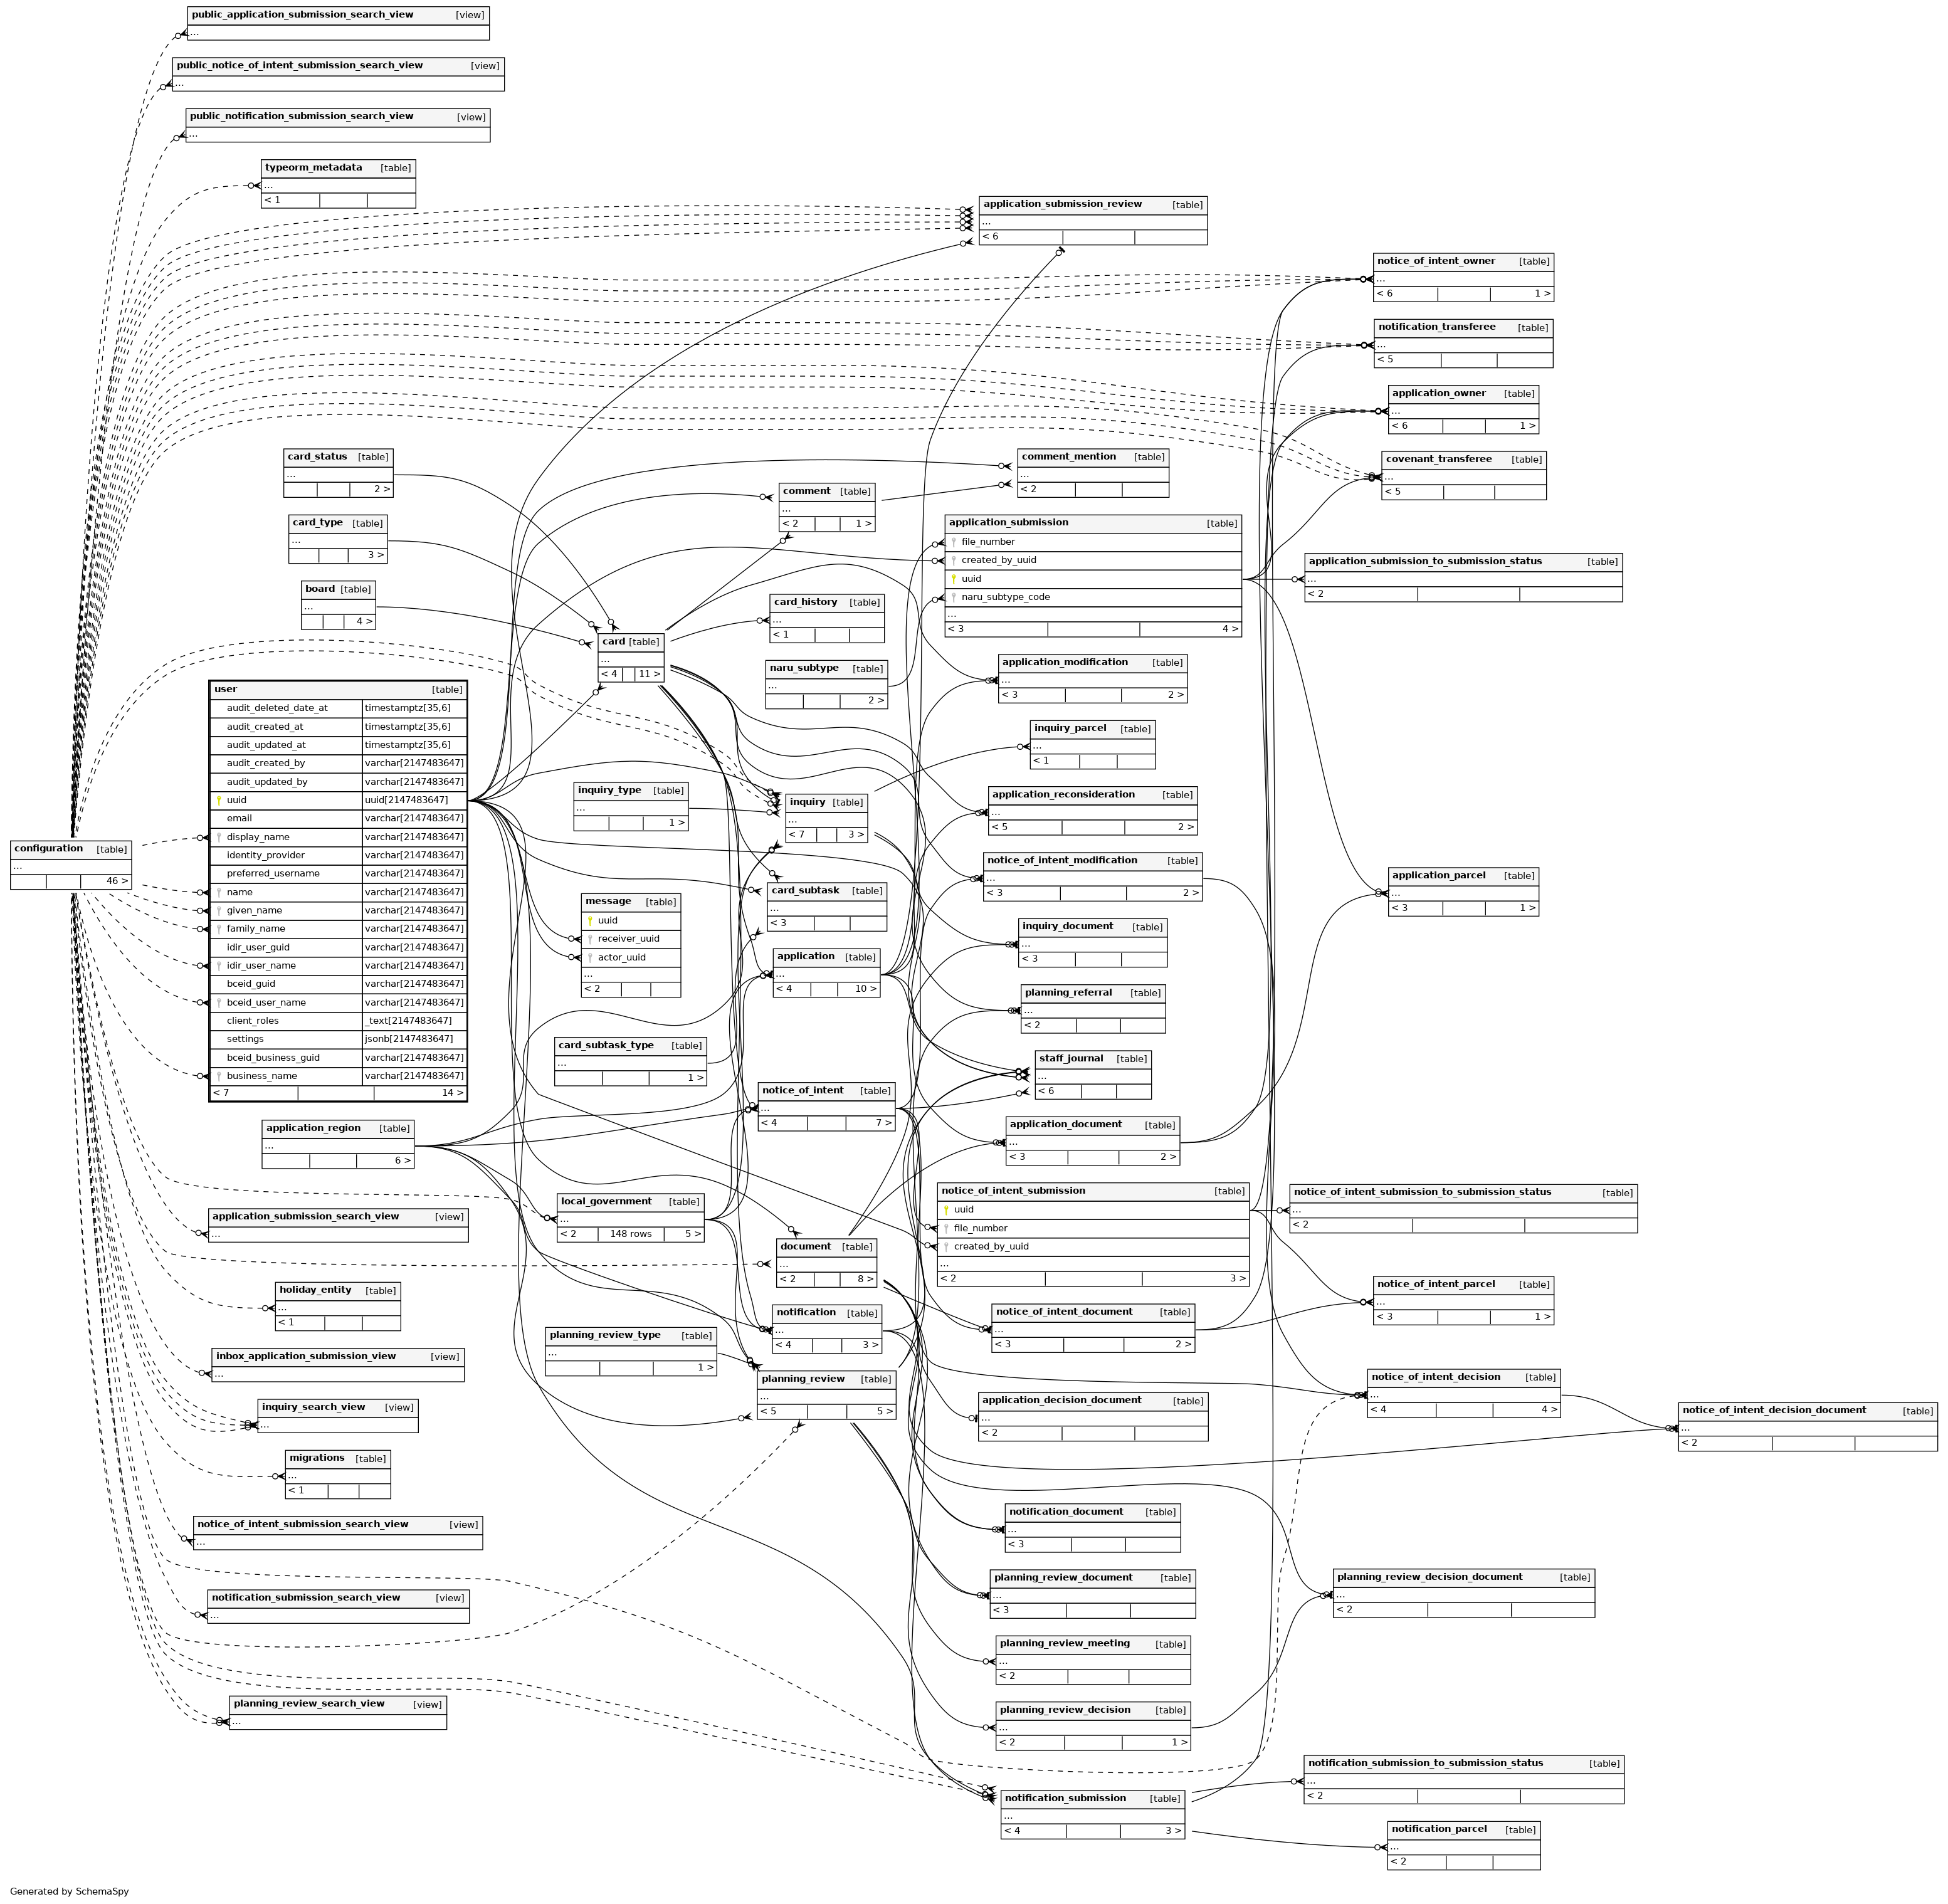 public_application_submission_search_view [view]
...
public_notice_of_intent_submission_search_view [view]
...
public_notification_submission_search_view [view]
...
typeorm_metadata [table]
...
< 1
application_submission_review [table]
...
< 6
notice_of_intent_owner [table]
...
< 6 1 >
notification_transferee [table]
...
< 5
application_owner [table]
...
< 6 1 >
covenant_transferee [table]
...
< 5
card_status [table]
...
2 >
card_type [table]
...
3 >
board [table]
...
4 >
comment_mention [table]
...
< 2
comment [table]
...
< 2 1 >
application_submission [table]
file_number
created_by_uuid
uuid
naru_subtype_code
...
< 3 4 >
application_submission_to_submission_status [table]
...
< 2
card_history [table]
...
< 1
card [table]
...
< 4 11 >
naru_subtype [table]
...
2 >
application_modification [table]
...
< 3 2 >
user [table]
audit_deleted_date_at timestamptz[35,6]
audit_created_at timestamptz[35,6]
audit_updated_at timestamptz[35,6]
audit_created_by varchar[2147483647]
audit_updated_by varchar[2147483647]
uuid uuid[2147483647]
email varchar[2147483647]
display_name varchar[2147483647]
identity_provider varchar[2147483647]
preferred_username varchar[2147483647]
name varchar[2147483647]
given_name varchar[2147483647]
family_name varchar[2147483647]
idir_user_guid varchar[2147483647]
idir_user_name varchar[2147483647]
bceid_guid varchar[2147483647]
bceid_user_name varchar[2147483647]
client_roles _text[2147483647]
settings jsonb[2147483647]
bceid_business_guid varchar[2147483647]
business_name varchar[2147483647]
< 7 14 >
configuration [table]
...
46 >
inquiry_parcel [table]
...
< 1
inquiry_type [table]
...
1 >
inquiry [table]
...
< 7 3 >
application_reconsideration [table]
...
< 5 2 >
notice_of_intent_modification [table]
...
< 3 2 >
application_parcel [table]
...
< 3 1 >
card_subtask [table]
...
< 3
message [table]
uuid
receiver_uuid
actor_uuid
...
< 2
inquiry_document [table]
...
< 3
application [table]
...
< 4 10 >
planning_referral [table]
...
< 2
card_subtask_type [table]
...
1 >
staff_journal [table]
...
< 6
notice_of_intent [table]
...
< 4 7 >
application_region [table]
...
6 >
application_document [table]
...
< 3 2 >
local_government [table]
...
< 2 148 rows 5 >
notice_of_intent_submission [table]
uuid
file_number
created_by_uuid
...
< 2 3 >
notice_of_intent_submission_to_submission_status [table]
...
< 2
application_submission_search_view [view]
...
document [table]
...
< 2 8 >
holiday_entity [table]
...
< 1
notice_of_intent_parcel [table]
...
< 3 1 >
notification [table]
...
< 4 3 >
notice_of_intent_document [table]
...
< 3 2 >
planning_review_type [table]
...
1 >
inbox_application_submission_view [view]
...
planning_review [table]
...
< 5 5 >
notice_of_intent_decision [table]
...
< 4 4 >
inquiry_search_view [view]
...
application_decision_document [table]
...
< 2
notice_of_intent_decision_document [table]
...
< 2
migrations [table]
...
< 1
notification_document [table]
...
< 3
notice_of_intent_submission_search_view [view]
...
planning_review_document [table]
...
< 3
planning_review_decision_document [table]
...
< 2
notification_submission_search_view [view]
...
planning_review_meeting [table]
...
< 2
planning_review_search_view [view]
...
planning_review_decision [table]
...
< 2 1 >
notification_submission_to_submission_status [table]
...
< 2
notification_submission [table]
...
< 4 3 >
notification_parcel [table]
...
< 2
Generated by SchemaSpy